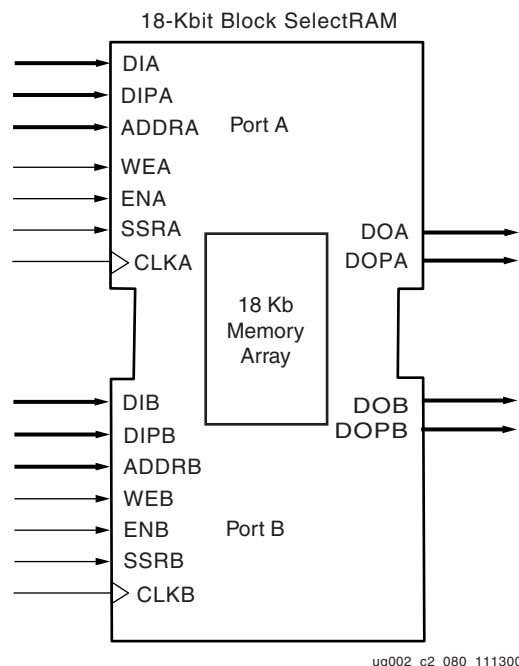 18-Kbit Block SelectRAM
DIA
DIPA
ADDRA
Port A
WEA
ENA
SSRA
CLKA
DOA
DOPA
18 Kb
Memory
Array
DIB
DIPB
ADDRB
WEB
ENB
SSRB
CLKB
DOB
DOPB
Port B
ug002_c2_080_111300